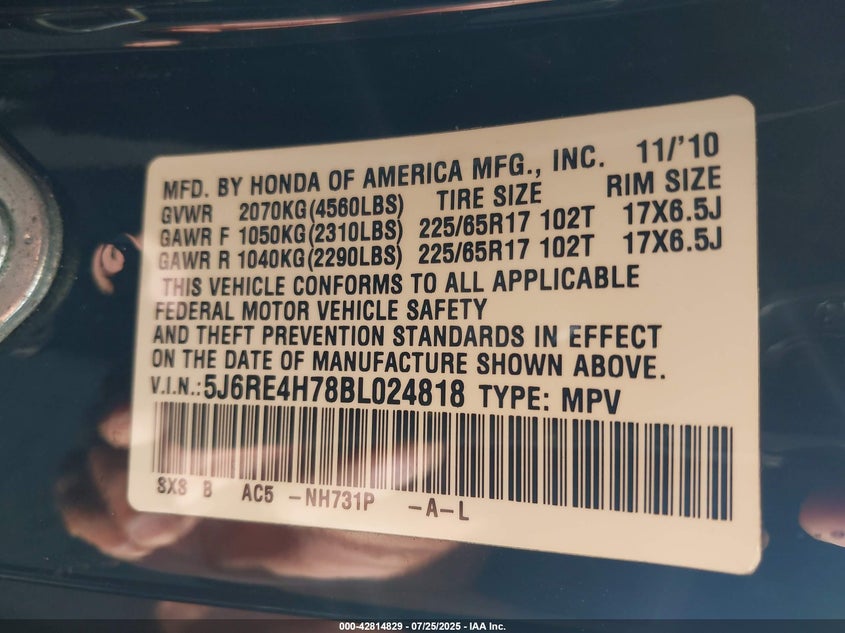 MFD. BY HONDA OF AMERICA MFG., INC. 11/'10
GVWR 2070KG(4560LBS) TIRE SIZE RIM SIZE
GAWR F 1050KG(2310LBS) 225/65R17 102T 17X6.5J
GAWR R 1040KG(2290LBS) 225/65R17 102T 17X6.5J
THIS VEHICLE CONFORMS TO ALL APPLICABLE
FEDERAL MOTOR VEHICLE SAFETY
AND THEFT PREVENTION STANDARDS IN EFFECT
ON THE DATE OF MANUFACTURE SHOWN ABOVE.
V.I.N.:5J6RE4H78BL024818 TYPE: MPV
SXS B AC5 -NH731P -A-L
000-42814829 - 07/25/2025 - IAA Inc.